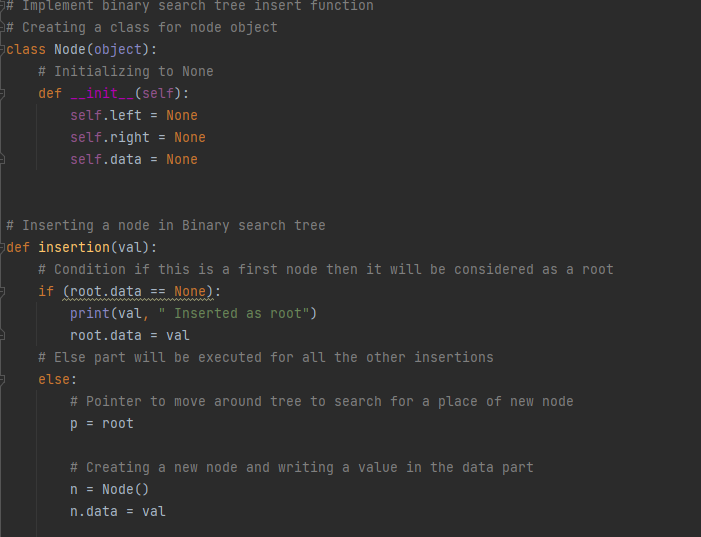 # Implement binary search tree insert function
# Creating a class for node object
class Node(object):
    # Initializing to None
    def __init__(self):
        self.left = None
        self.right = None
        self.data = None
# Inserting a node in Binary search tree
def insertion(val):
    # Condition if this is a first node then it will be considered as a root
    if (root.data == None):
        print(val, " Inserted as root")
        root.data = val
    # Else part will be executed for all the other insertions
    else:
        # Pointer to move around tree to search for a place of new node
        p = root
        # Creating a new node and writing a value in the data part
        n = Node()
        n.data = val